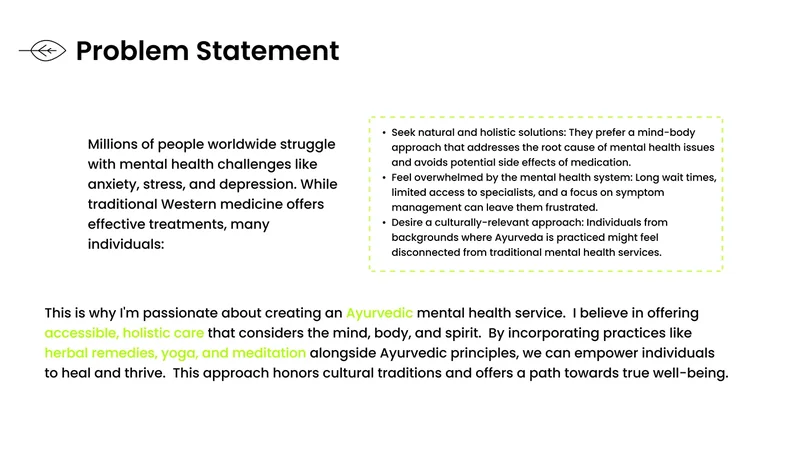 Problem Statement
Millions of people worldwide struggle
with mental health challenges like
anxiety, stress, and depression. While
traditional Western medicine offers
effective treatments, many
individuals:
• Seek natural and holistic solutions: They prefer a mind-body
approach that addresses the root cause of mental health issues
and avoids potential side effects of medication.
• Feel overwhelmed by the mental health system: Long wait times,
limited access to specialists, and a focus on symptom
management can leave them frustrated.
• Desire a culturally-relevant approach: Individuals from
backgrounds where Ayurveda is practiced might feel
disconnected from traditional mental health services.
This is why I'm passionate about creating an Ayurvedic mental health service.  I believe in offering
accessible, holistic care that considers the mind, body, and spirit.  By incorporating practices like
herbal remedies, yoga, and meditation alongside Ayurvedic principles, we can empower individuals
to heal and thrive.  This approach honors cultural traditions and offers a path towards true well-being.